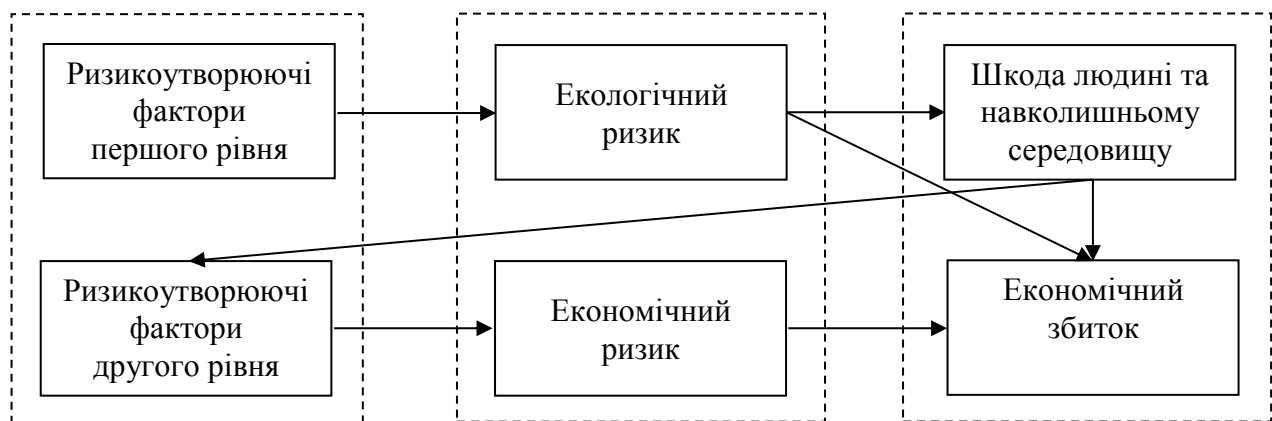 Ризикоутворюючі
фактори
першого рівня
Екологічний
ризик
Шкода людині та
навколишньому
середовищу
Ризикоутворюючі
фактори
другого рівня
Економічний
ризик
Економічний
збиток